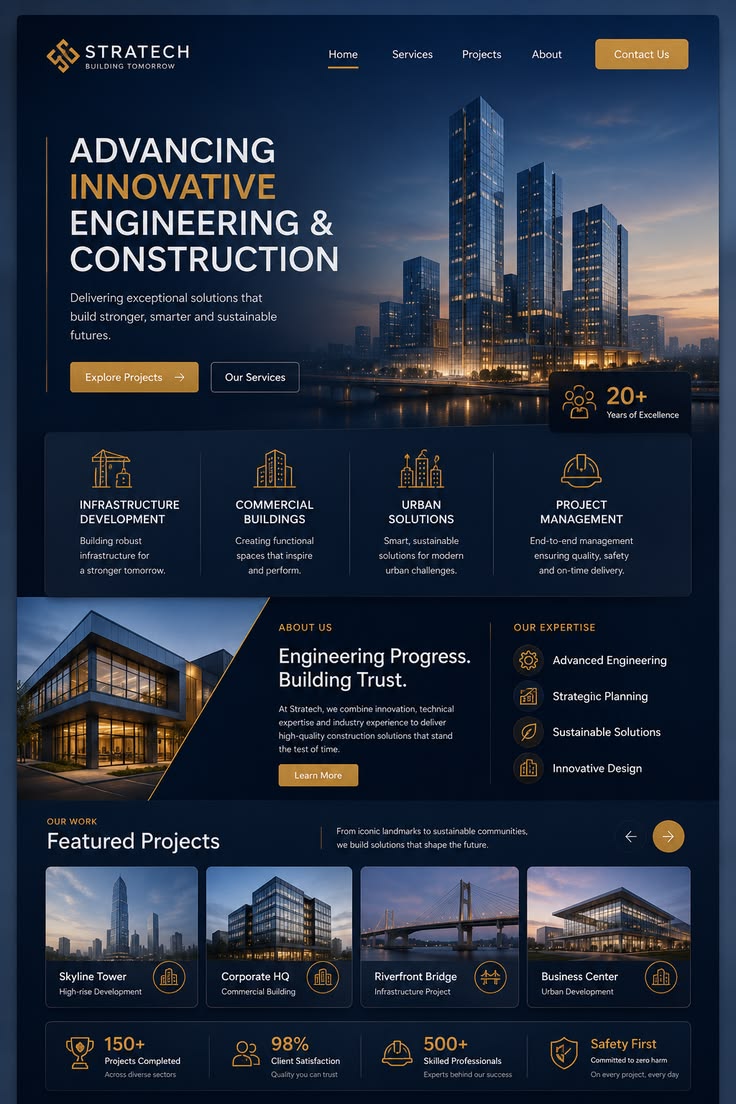 STRATECH
BUILDING TOMORROW
Home
Services
Projects
About
Contact Us
ADVANCING
INNOVATIVE
ENGINEERING &
CONSTRUCTION
Delivering exceptional solutions that
build stronger, smarter and sustainable
futures.
Explore Projects →
Our Services
20+
Years of Excellence
INFRASTRUCTURE
DEVELOPMENT
Building robust
infrastructure for
a stronger tomorrow.
COMMERCIAL
BUILDINGS
Creating functional
spaces that inspire
and perform.
URBAN
SOLUTIONS
Smart, sustainable
solutions for modern
urban challenges.
PROJECT
MANAGEMENT
End-to-end management
ensuring quality, safety
and on-time delivery.
ABOUT US
Engineering Progress.
Building Trust.
At Stratech, we combine innovation, technical
expertise and industry experience to deliver
high-quality construction solutions that stand
the test of time.
Learn More
OUR EXPERTISE
Advanced Engineering
Strategic Planning
Sustainable Solutions
Innovative Design
OUR WORK
Featured Projects
From iconic landmarks to sustainable communities,
we build solutions that shape the future.
← →
Skyline Tower
High-rise Development
Corporate HQ
Commercial Building
Riverfront Bridge
Infrastructure Project
Business Center
Urban Development
150+
Projects Completed
Across diverse sectors
98%
Client Satisfaction
Quality you can trust
500+
Skilled Professionals
Experts behind our success
Safety First
Committed to zero harm
On every project, every day